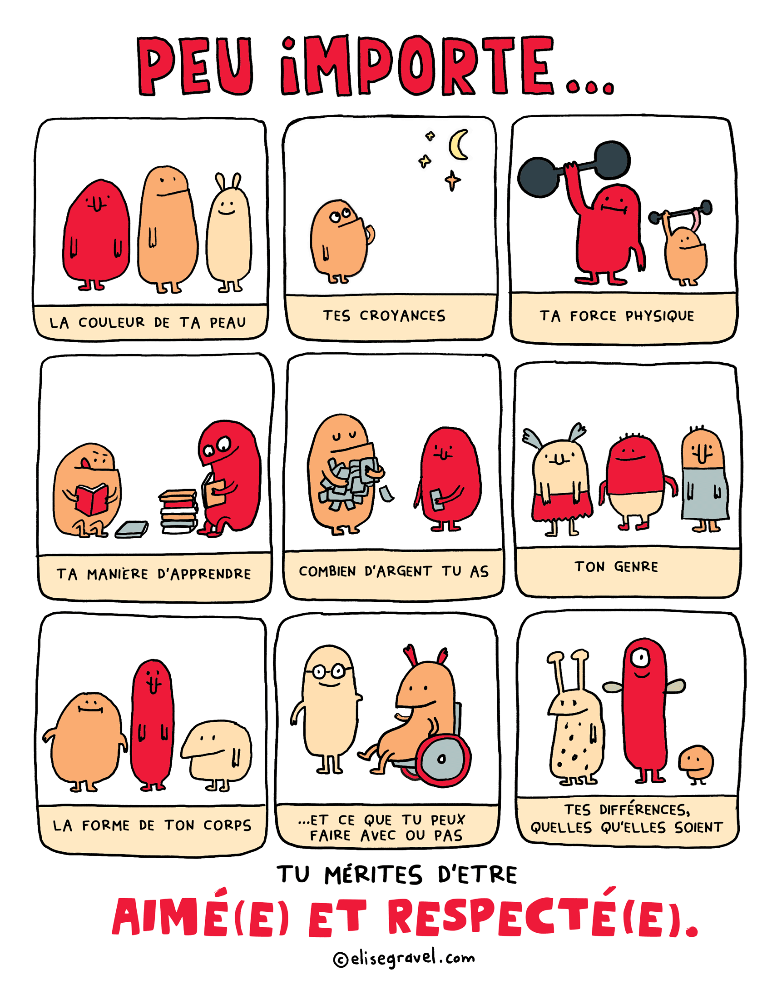 PEU iMPORTE...
LA COULEUR DE TA PEAU
TES CROYANCES
TA FORCE PHYSIQUE
TA MANIÈRE D'APPRENDRE
COMBIEN D'ARGENT TU AS
TON GENRE
LA FORME DE TON CORPS
...ET CE QUE TU PEUX
FAIRE AVEC OU PAS
TES DIFFÉRENCES,
QUELLES QU'ELLES SOIENT
TU MÉRITES D'ETRE
AIMÉ(E) ET RESPECTÉ(E).
©elisegravel.com